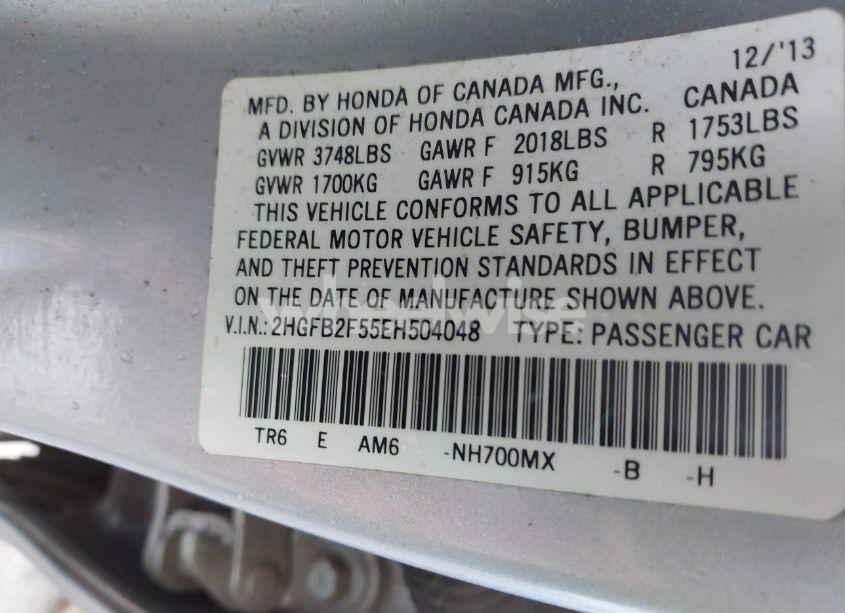 12/'13
MFD. BY HONDA OF CANADA MFG.,
A DIVISION OF HONDA CANADA INC. CANADA
GVWR 3748LBS GAWR F 2018LBS R 1753LBS
GVWR 1700KG GAWR F 915KG R 795KG
THIS VEHICLE CONFORMS TO ALL APPLICABLE
FEDERAL MOTOR VEHICLE SAFETY, BUMPER,
AND THEFT PREVENTION STANDARDS IN EFFECT
ON THE DATE OF MANUFACTURE SHOWN ABOVE.
wheelwise
V.I.N.: 2HGFB2F55EH504048 TYPE: PASSENGER CAR
TR6 E AM6 -NH700MX -B -H